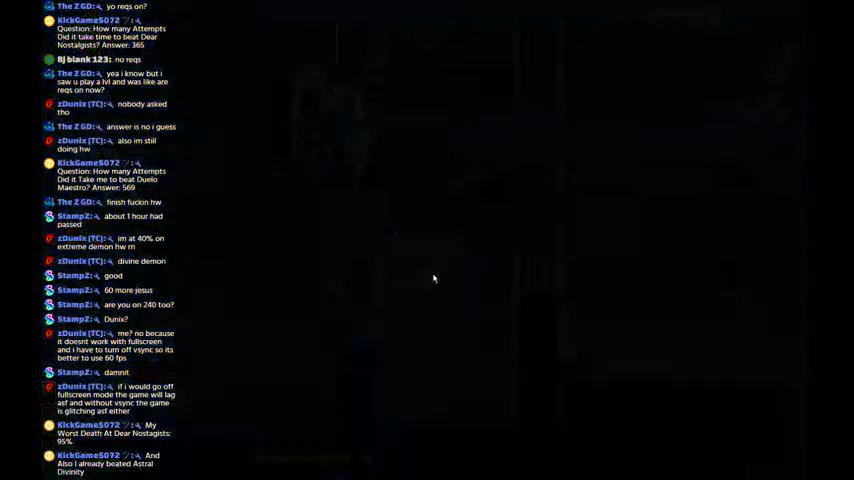 The Z GD: yo reqs on?
KickGame5072 ツ:
Question: How many Attempts
Did it take time to beat Dear
Nostalgists? Answer: 365
Bj blank 123: no reqs
The Z GD: yea i know but i
saw u play a lvl and was like are
reqs on now?
zDunix [TC]: nobody asked
tho
The Z GD: answer is no i guess
zDunix [TC]: also im still
doing hw
KickGame5072 ツ:
Question: How many Attempts
Did it Take me to beat Duelo
Maestro? Answer: 569
The Z GD: finish fuckin hw
StampZ: about 1 hour had
passed
zDunix [TC]: im at 40% on
extreme demon hw rn
zDunix [TC]: divine demon
StampZ: good
StampZ: 60 more jesus
StampZ: are you on 240 too?
StampZ: Dunix?
zDunix [TC]: me? no because
it doesnt work with fullscreen
and i have to turn off vsync so its
better to use 60 fps
StampZ: damnit
zDunix [TC]: if i would go off
fullscreen mode the game will lag
asf and without vsync the game
is glitching asf either
KickGame5072 ツ: My
Worst Death At Dear Nostagists:
95%
KickGame5072 ツ: And
Also I already beated Astral
Divinity